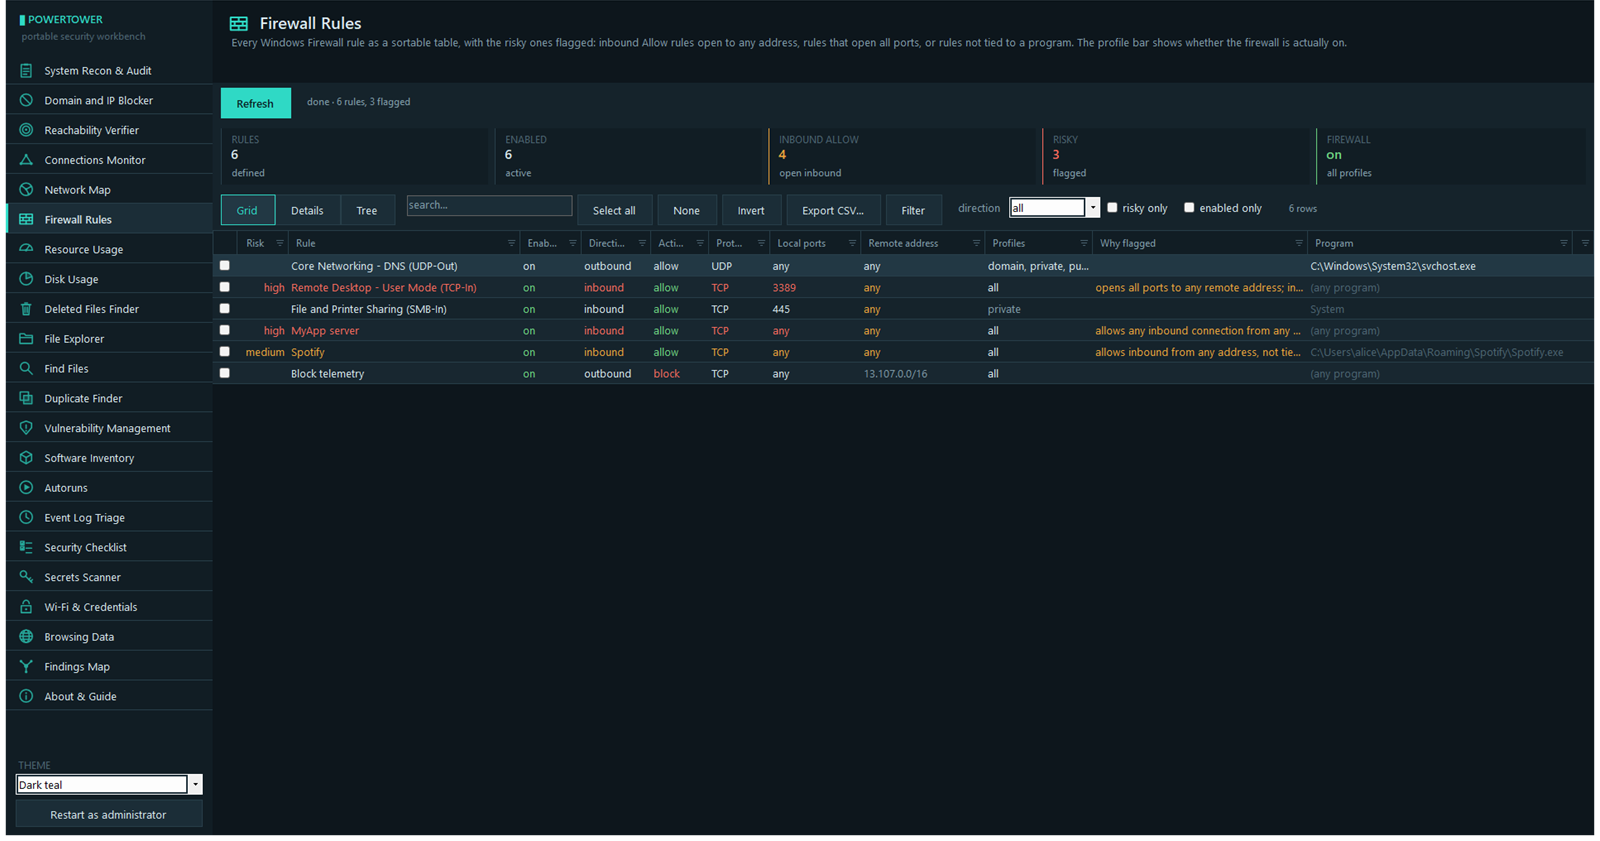 POWERTOWER
portable security workbench
System Recon & Audit
Domain and IP Blocker
Reachability Verifier
Connections Monitor
Network Map
Firewall Rules
Resource Usage
Disk Usage
Deleted Files Finder
File Explorer
Find Files
Duplicate Finder
Vulnerability Management
Software Inventory
Autoruns
Event Log Triage
Security Checklist
Secrets Scanner
Wi-Fi & Credentials
Browsing Data
Findings Map
About & Guide
THEME
Dark teal
Restart as administrator
Firewall Rules
Every Windows Firewall rule as a sortable table, with the risky ones flagged: inbound Allow rules open to any address, rules that open all ports, or rules not tied to a program. The profile bar shows whether the firewall is actually on.
Refresh done · 6 rules, 3 flagged
RULES ENABLED INBOUND ALLOW RISKY FIREWALL
6 6 4 3 on
defined active open inbound flagged all profiles
Grid Details Tree search... Select all None Invert Export CSV... Filter direction all risky only enabled only 6 rows
Risk Rule Enab... Directi... Acti... Prot... Local ports Remote address Profiles Why flagged Program
Core Networking - DNS (UDP-Out) on outbound allow UDP any any domain, private, pu... C:\Windows\System32\svchost.exe
high Remote Desktop - User Mode (TCP-In) on inbound allow TCP 3389 any all opens all ports to any remote address; in... (any program)
File and Printer Sharing (SMB-In) on inbound allow TCP 445 any private System
high MyApp server on inbound allow TCP any any all allows any inbound connection from any ... (any program)
medium Spotify on inbound allow TCP any any all allows inbound from any address, not tie... C:\Users\alice\AppData\Roaming\Spotify\Spotify.exe
Block telemetry on outbound block TCP any 13.107.0.0/16 all (any program)